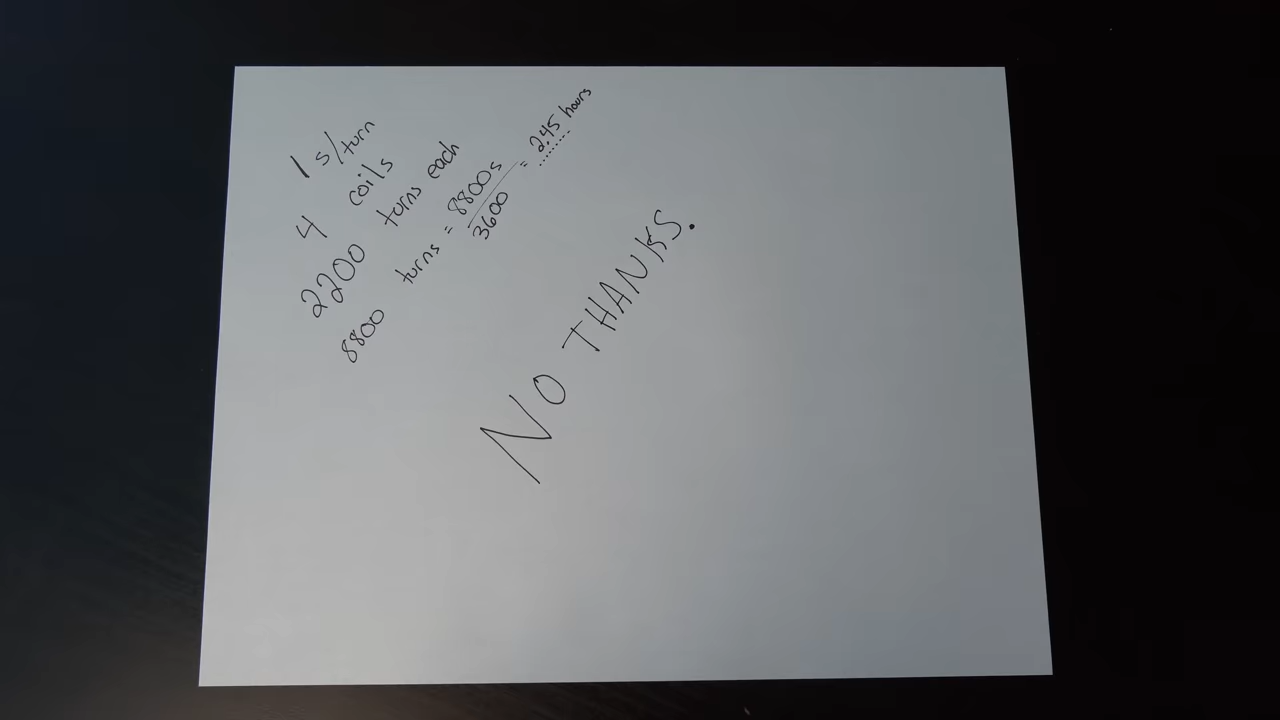 1 s/turn
4 coils
2200 turns each
8800 turns = 8800s / 3600 = 2.45 hours
NO THANKS.